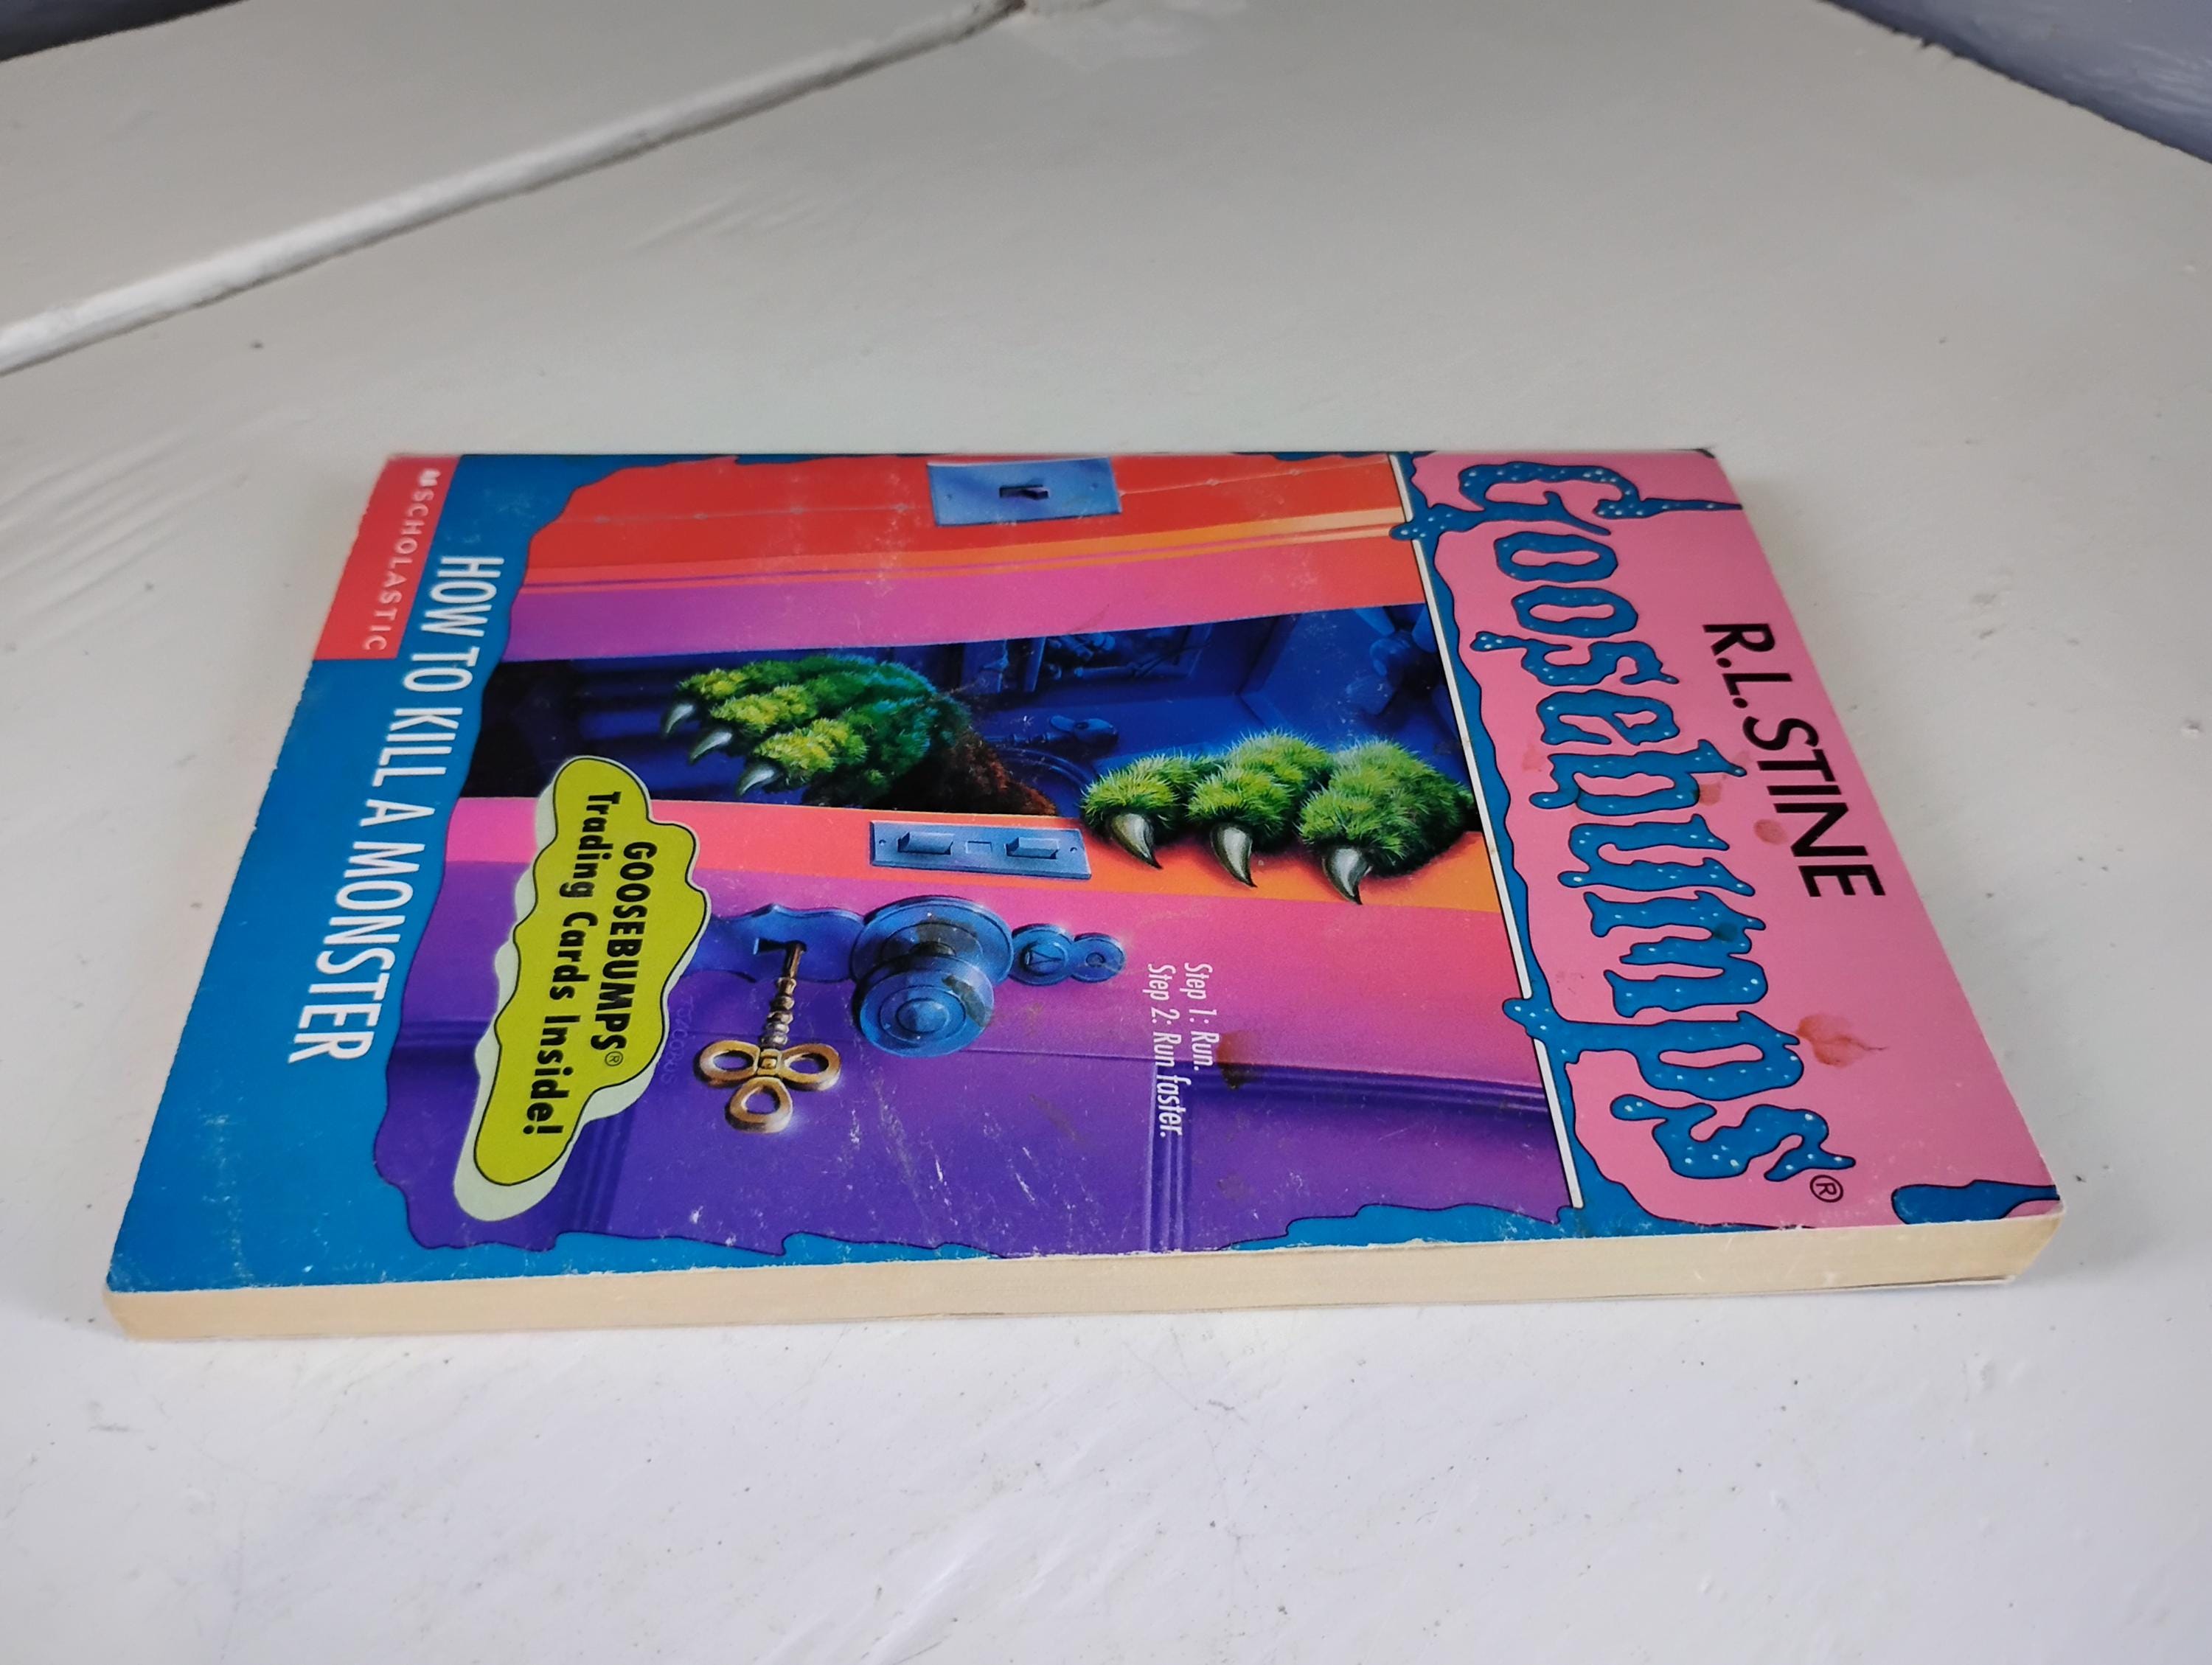 R.L. STINE
Goosebumps®
Step 1: Run.
Step 2: Run faster.
GOOSEBUMPS®
Trading Cards Inside!
HOW TO KILL A MONSTER
SCHOLASTIC